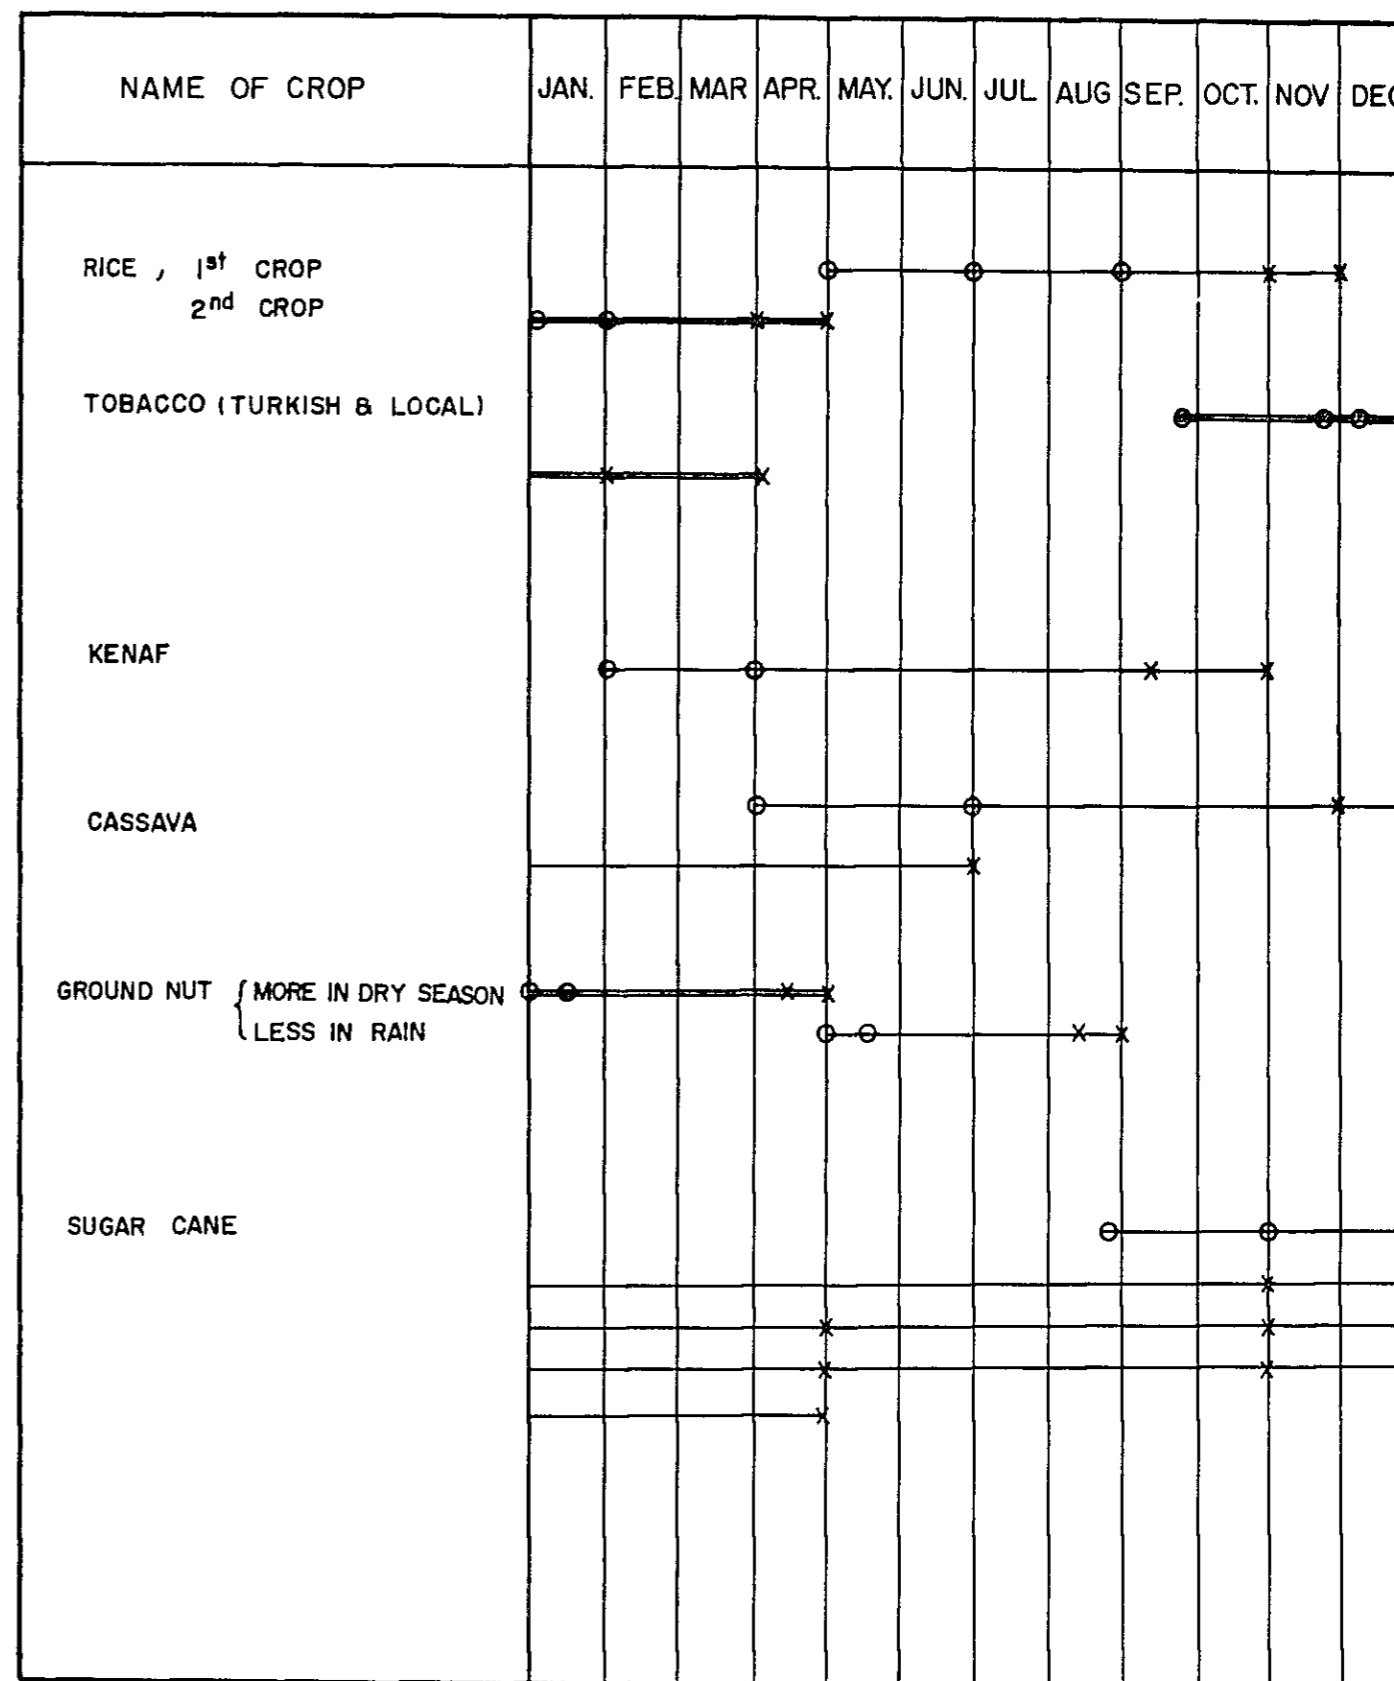 NAME OF CROP JAN. FEB. MAR APR. MAY. JUN. JUL AUG SEP. OCT. NOV DEC
RICE , 1st CROP
2nd CROP
TOBACCO (TURKISH & LOCAL)
KENAF
CASSAVA
GROUND NUT { MORE IN DRY SEASON
LESS IN RAIN
SUGAR CANE